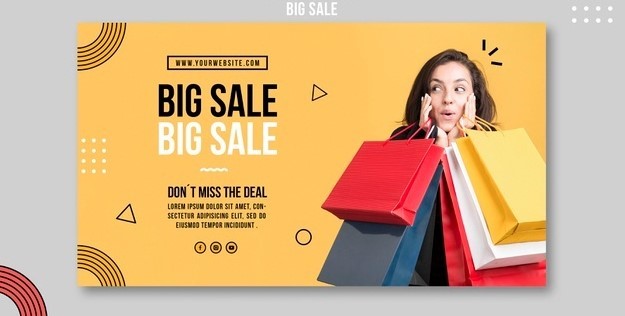 BIG SALE
WWW.YOURWEBSITE.COM
BIG SALE
BIG SALE
DON´T MISS THE DEAL
LOREM IPSUM DOLOR SIT AMET, CON-
SECTETUR ADIPISICING ELIT, SED DO
EIUSMOD TEMPOR INCIDIDUNT .